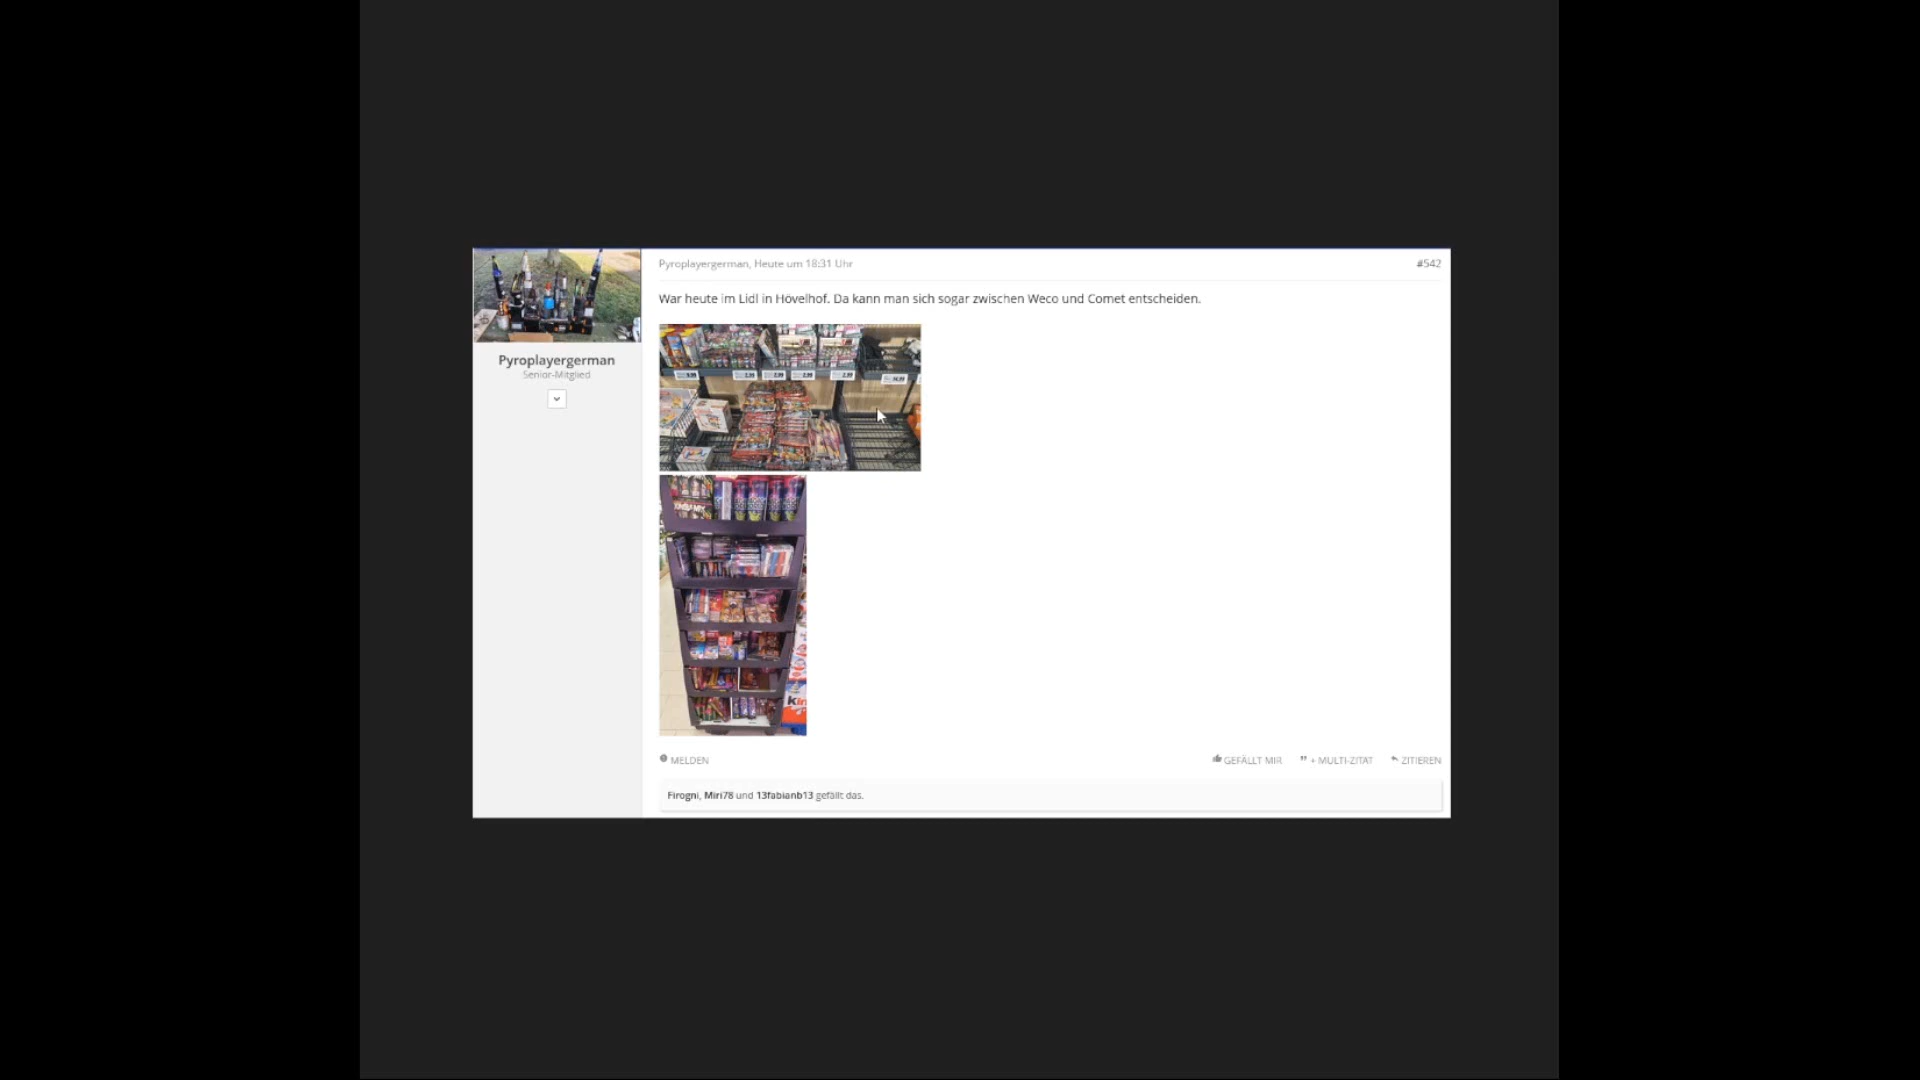 Pyroplayergerman, Heute um 18:31 Uhr
#542
War heute im Lidl in Hövelhof. Da kann man sich sogar zwischen Weco und Comet entscheiden.
Pyroplayergerman
Senior-Mitglied
MELDEN
GEFÄLLT MIR
+ MULTI-ZITAT
ZITIEREN
Firogni, Miri78 und 13fabianb13 gefällt das.